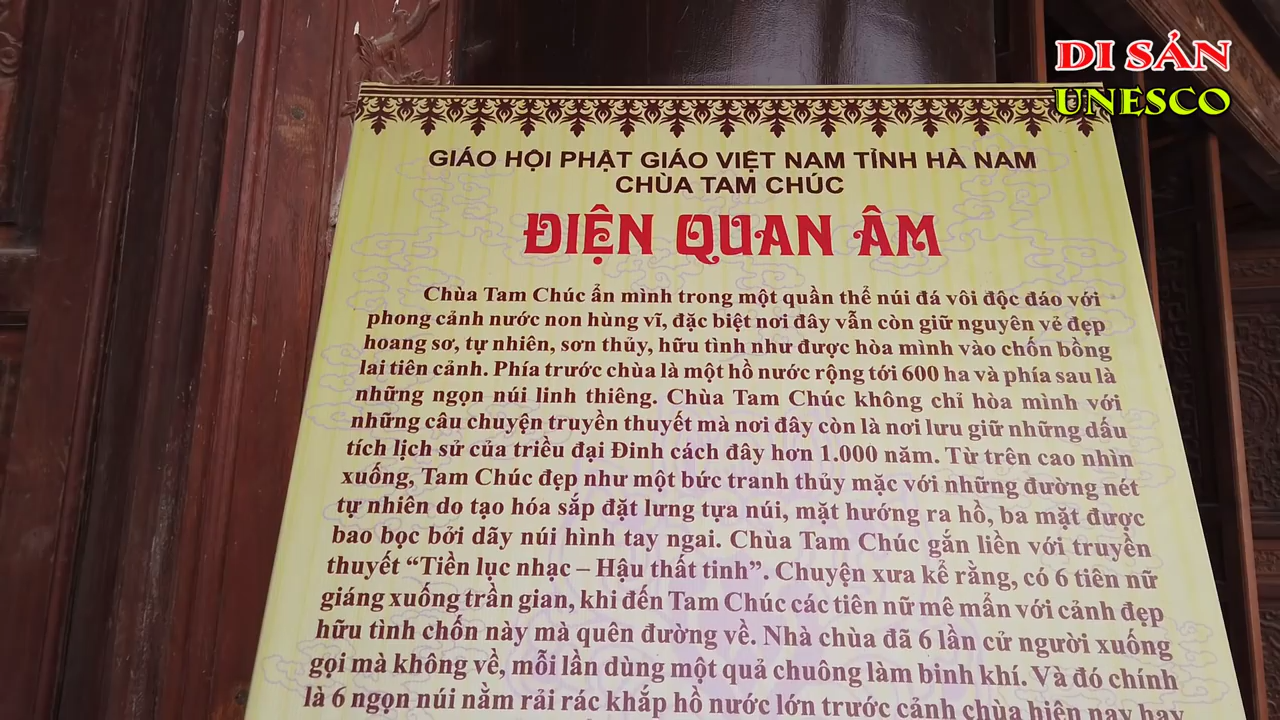 DI SẢN
UNESCO
GIÁO HỘI PHẬT GIÁO VIỆT NAM TỈNH HÀ NAM
CHÙA TAM CHÚC
ĐIỆN QUAN ÂM
Chùa Tam Chúc ẩn mình trong một quần thể núi đá vôi độc đáo với
phong cảnh nước non hùng vĩ, đặc biệt nơi đây vẫn còn giữ nguyên vẻ đẹp
hoang sơ, tự nhiên, sơn thủy, hữu tình như được hòa mình vào chốn bồng
lai tiên cảnh. Phía trước chùa là một hồ nước rộng tới 600 ha và phía sau là
những ngọn núi linh thiêng. Chùa Tam Chúc không chỉ hòa mình với
những câu chuyện truyền thuyết mà nơi đây còn là nơi lưu giữ những dấu
tích lịch sử của triều đại Đinh cách đây hơn 1.000 năm. Từ trên cao nhìn
xuống, Tam Chúc đẹp như một bức tranh thủy mặc với những đường nét
tự nhiên do tạo hóa sắp đặt lưng tựa núi, mặt hướng ra hồ, ba mặt được
bao bọc bởi dãy núi hình tay ngai. Chùa Tam Chúc gắn liền với truyền
thuyết “Tiền lục nhạc – Hậu thất tinh”. Chuyện xưa kể rằng, có 6 tiên nữ
giáng xuống trần gian, khi đến Tam Chúc các tiên nữ mê mẩn với cảnh đẹp
hữu tình chốn này mà quên đường về. Nhà chùa đã 6 lần cử người xuống
gọi mà không về, mỗi lần dùng một quả chuông làm binh khí. Và đó chính
là 6 ngọn núi nằm rải rác khắp hồ nước lớn trước cảnh chùa hiện nay hay